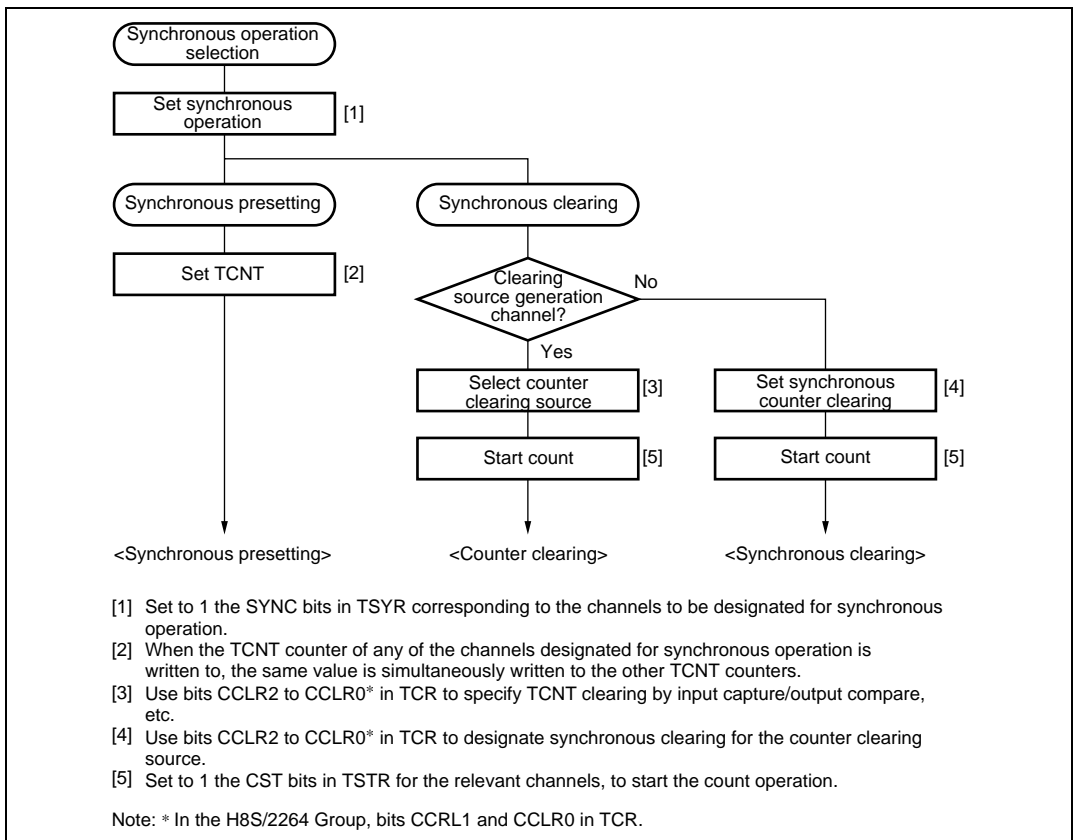 Synchronous operation
selection
Set synchronous
operation
[1]
Synchronous presetting
Synchronous clearing
Set TCNT
[2]
Clearing
source generation
channel?
No
Yes
Select counter
clearing source
[3]
Set synchronous
counter clearing
[4]
Start count
[5]
Start count
[5]
<Synchronous presetting>
<Counter clearing>
<Synchronous clearing>
[1] Set to 1 the SYNC bits in TSYR corresponding to the channels to be designated for synchronous
operation.
[2] When the TCNT counter of any of the channels designated for synchronous operation is
written to, the same value is simultaneously written to the other TCNT counters.
[3] Use bits CCLR2 to CCLR0* in TCR to specify TCNT clearing by input capture/output compare,
etc.
[4] Use bits CCLR2 to CCLR0* in TCR to designate synchronous clearing for the counter clearing
source.
[5] Set to 1 the CST bits in TSTR for the relevant channels, to start the count operation.
Note: * In the H8S/2264 Group, bits CCRL1 and CCLR0 in TCR.